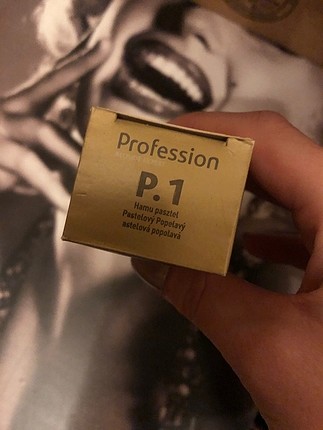 Profession
P.1
Hamu pasztel
Pastelový Popolavý
astelová popolavá